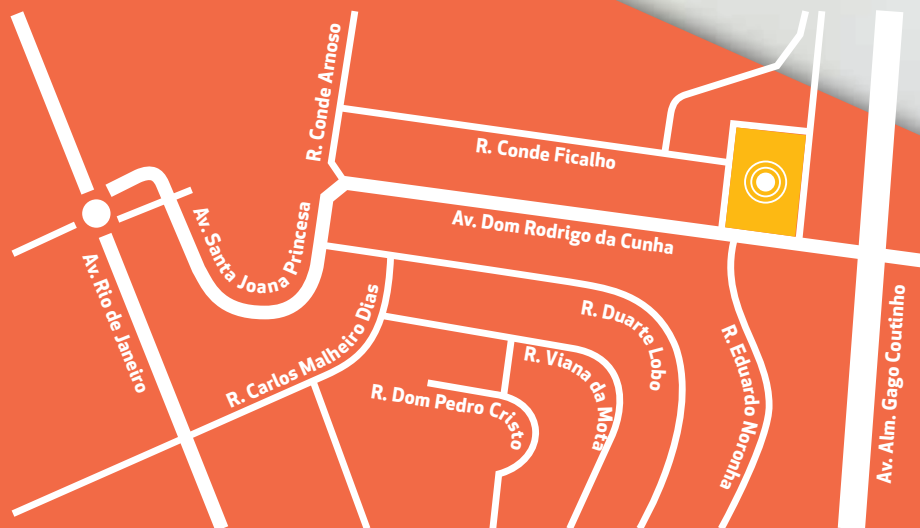 R. Conde Arnoso
R. Conde Ficalho
Av. Dom Rodrigo da Cunha
Av. Santa Joana Princesa
Av. Rio de Janeiro
R. Carlos Malheiro Dias
R. Duarte Lobo
R. Viana da Mota
R. Dom Pedro Cristo
R. Eduardo Noronha
Av. Alm. Gago Coutinho